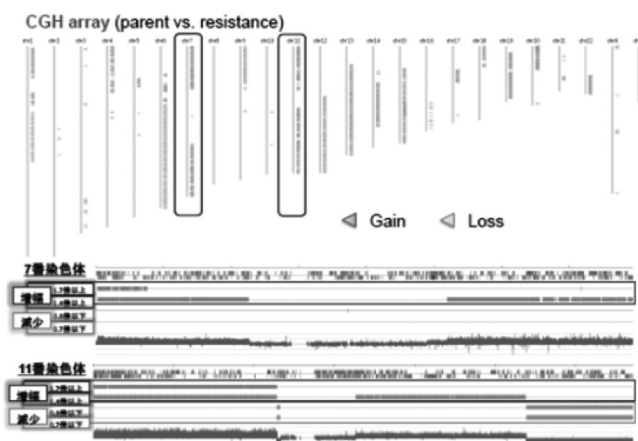 CGH array (parent vs. resistance)
chr1 chr2 chr3 chr4 chr5 chr6 chr7 chr8 chr9 chr10 chr11 chr12 chr13 chr14 chr15 chr16 chr17 chr18 chr19 chr20 chr21 chr22 chrX
Gain Loss
7番染色体
増幅
減少
11番染色体
増幅
減少